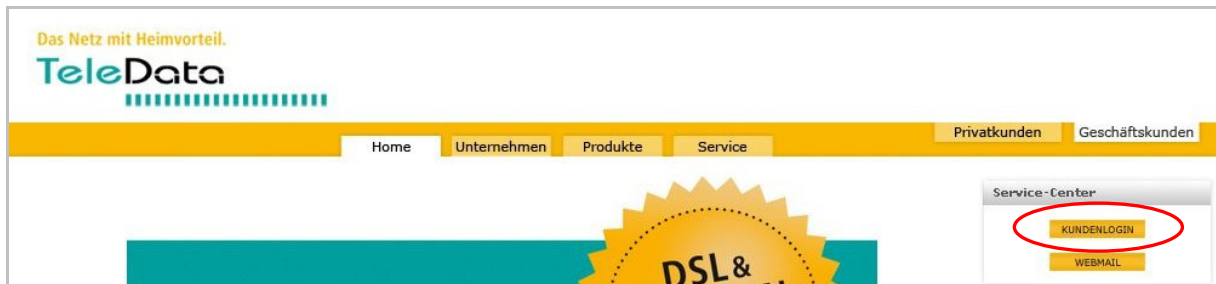 Das Netz mit Heimvorteil.
TeleData
Privatkunden Geschäftskunden
Home Unternehmen Produkte Service
Service-Center
KUNDENLOGIN
WEBMAIL
DSL &